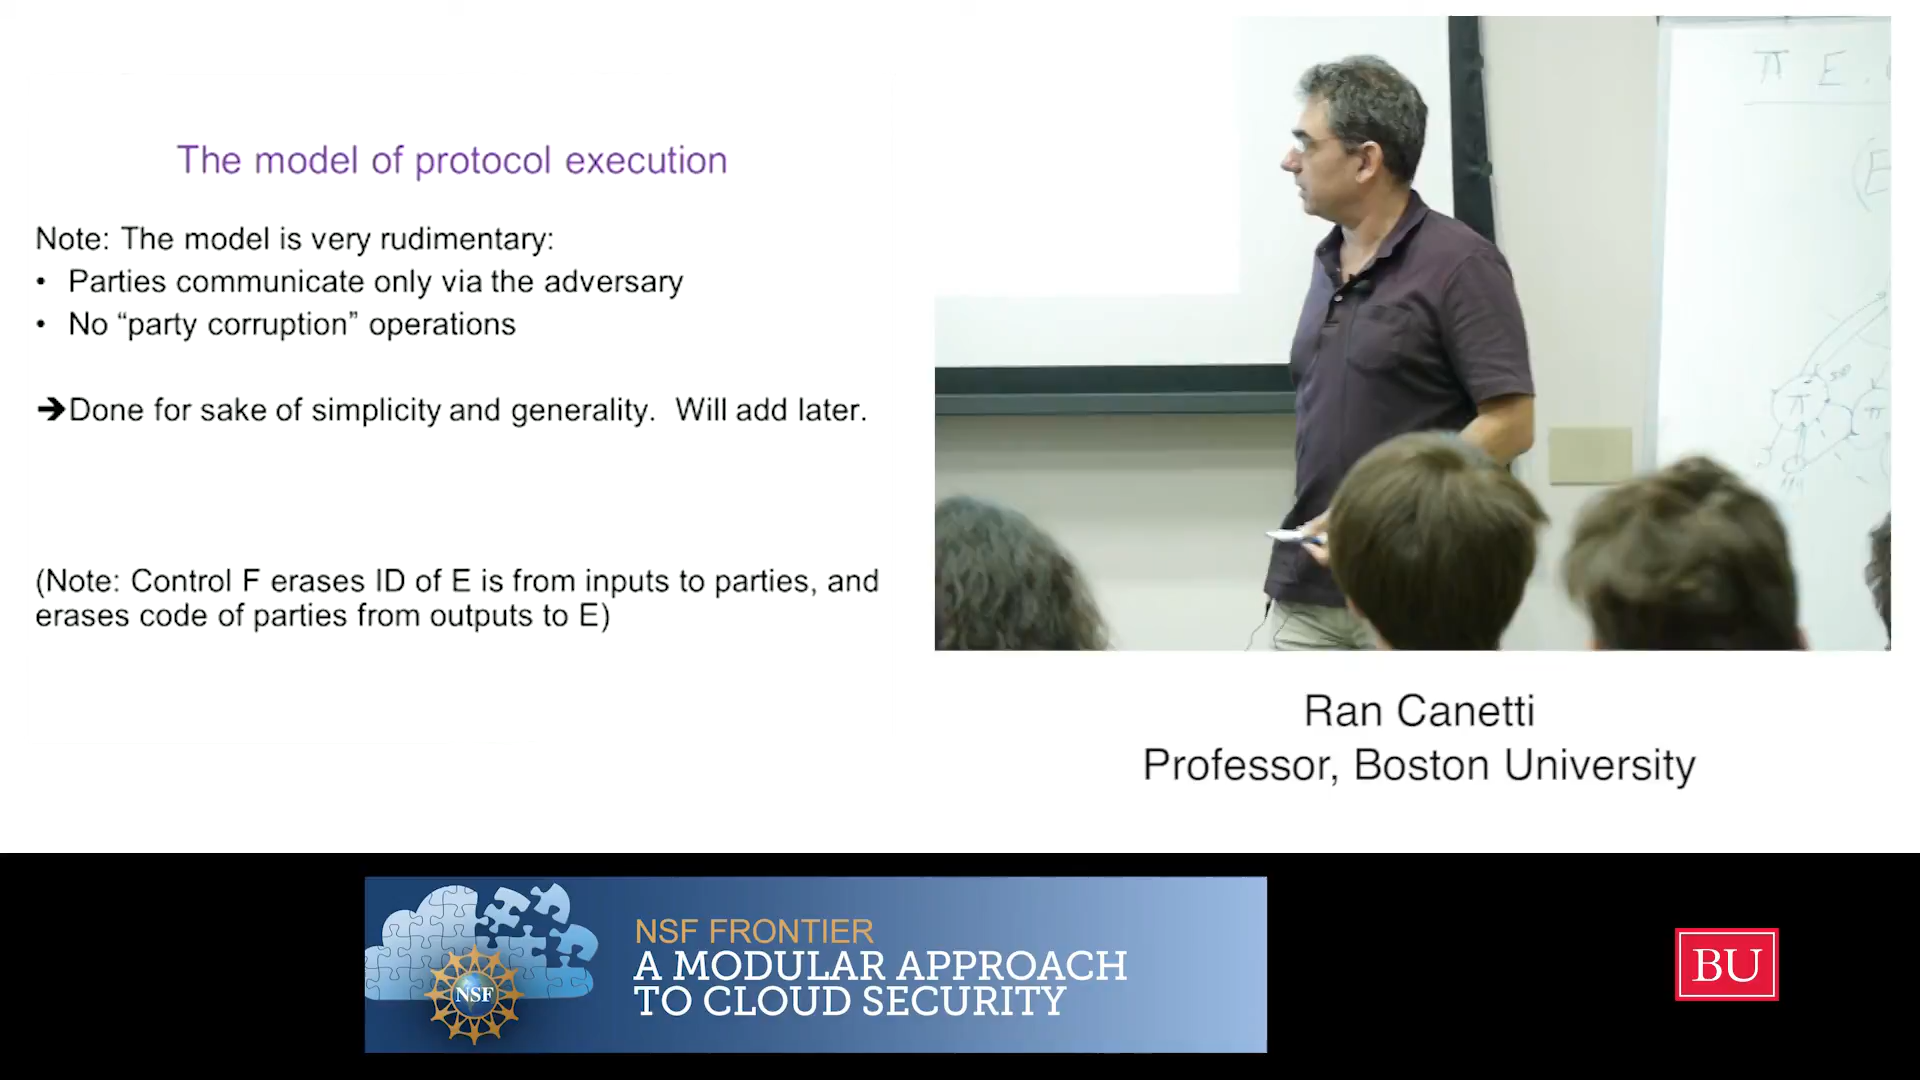 The model of protocol execution
Note: The model is very rudimentary:
• Parties communicate only via the adversary
• No “party corruption” operations
➔Done for sake of simplicity and generality. Will add later.
(Note: Control F erases ID of E is from inputs to parties, and
erases code of parties from outputs to E)
π E.
π
π
Ran Canetti
Professor, Boston University
NSF
NSF FRONTIER
A MODULAR APPROACH
TO CLOUD SECURITY
BU